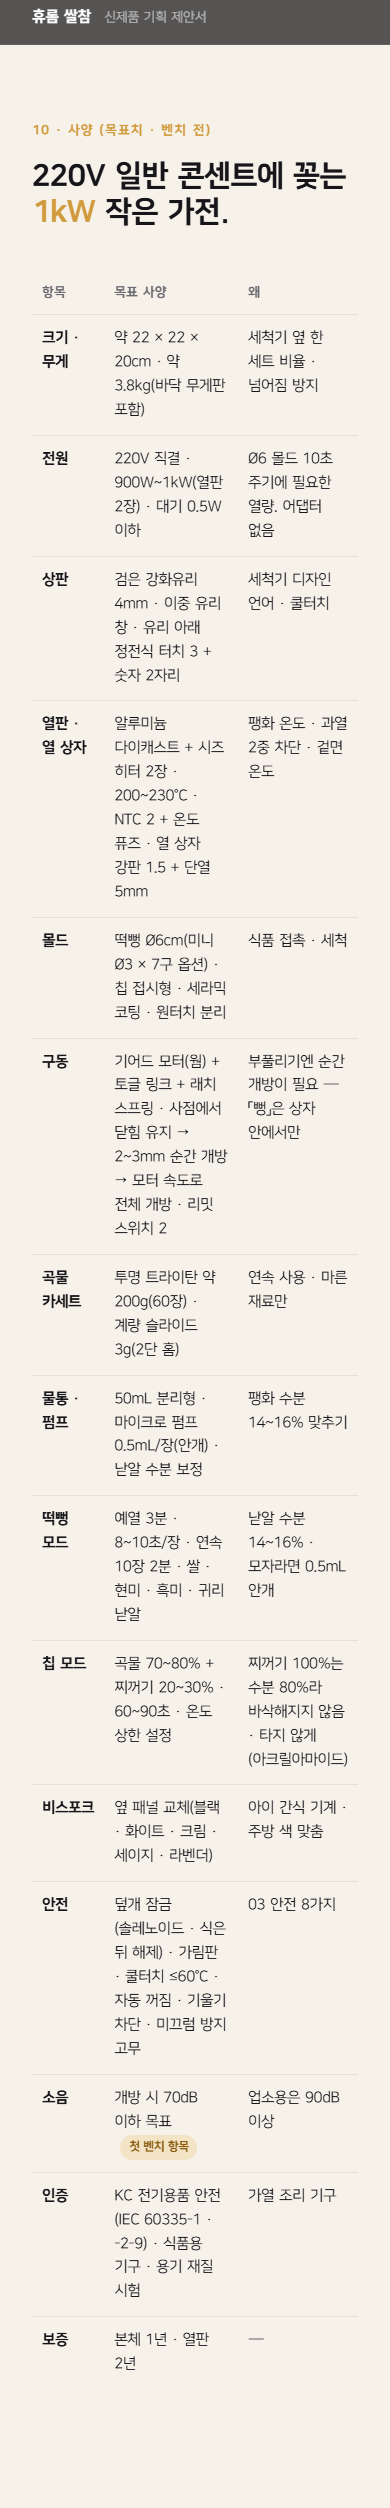 휴롬 쌀참 신제품 기획 제안서
10 · 사양 (목표치 · 벤치 전)
220V 일반 콘센트에 꽂는
1kW 작은 가전.
항목 목표 사양 왜
크기 · 무게
약 22 × 22 ×
20cm · 약
3.8kg(바닥 무게판
포함)
세척기 옆 한
세트 비율 ·
넘어짐 방지
전원
220V 직결 ·
900W~1kW(열판
2장) · 대기 0.5W
이하
Ø6 몰드 10초
주기에 필요한
열량. 어댑터
없음
상판
검은 강화유리
4mm · 이중 유리
창 · 유리 아래
정전식 터치 3 +
숫자 2자리
세척기 디자인
언어 · 쿨터치
열판 ·
열 상자
알루미늄
다이캐스트 + 시즈
히터 2장 ·
200~230℃ ·
NTC 2 + 온도
퓨즈 · 열 상자
강판 1.5 + 단열
5mm
팽화 온도 · 과열
2중 차단 · 겉면
온도
몰드
떡뻥 Ø6cm(미니
Ø3 × 7구 옵션) ·
칩 접시형 · 세라믹
코팅 · 원터치 분리
식품 접촉 · 세척
구동
기어드 모터(웜) +
토글 링크 + 래치
스프링 · 사점에서
닫힘 유지 →
2~3mm 순간 개방
→ 모터 속도로
전체 개방 · 리밋
스위치 2
부풀리기엔 순간
개방이 필요 —
「뻥」은 상자
안에서만
곡물
카세트
투명 트라이탄 약
200g(60장) ·
계량 슬라이드
3g(2단 홈)
연속 사용 · 마른
재료만
물통 ·
펌프
50mL 분리형 ·
마이크로 펌프
0.5mL/장(안개) ·
낟알 수분 보정
팽화 수분
14~16% 맞추기
떡뻥
모드
예열 3분 ·
8~10초/장 · 연속
10장 2분 · 쌀 ·
현미 · 흑미 · 귀리
낟알
낟알 수분
14~16% ·
모자라면 0.5mL
안개
칩 모드
곡물 70~80% +
찌꺼기 20~30% ·
60~90초 · 온도
상한 설정
찌꺼기 100%는
수분 80%라
바삭해지지 않음
· 타지 않게
(아크릴아마이드)
비스포크
옆 패널 교체(블랙
· 화이트 · 크림 ·
세이지 · 라벤더)
아이 간식 기계 ·
주방 색 맞춤
안전
덮개 잠금
(솔레노이드 · 식은
뒤 해제) · 가림판
· 쿨터치 ≤60℃ ·
자동 꺼짐 · 기울기
차단 · 미끄럼 방지
고무
03 안전 8가지
소음
개방 시 70dB
이하 목표
첫 벤치 항목
업소용은 90dB
이상
인증
KC 전기용품 안전
(IEC 60335-1 ·
-2-9) · 식품용
기구 · 용기 재질
시험
가열 조리 기구
보증
본체 1년 · 열판
2년
—